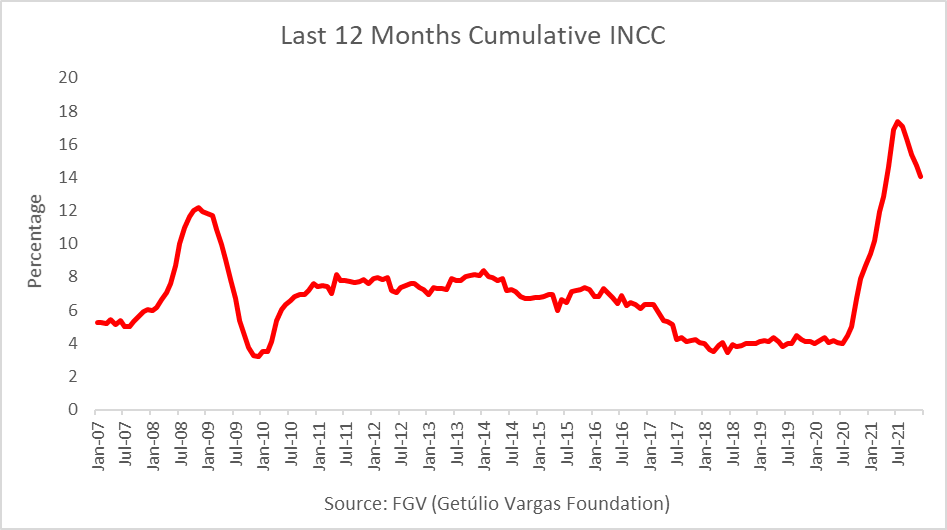 Last 12 Months Cumulative INCC
Percentage
20
18
16
14
12
10
8
6
4
2
0
Jan-07
Jul-07
Jan-08
Jul-08
Jan-09
Jul-09
Jan-10
Jul-10
Jan-11
Jul-11
Jan-12
Jul-12
Jan-13
Jul-13
Jan-14
Jul-14
Jan-15
Jul-15
Jan-16
Jul-16
Jan-17
Jul-17
Jan-18
Jul-18
Jan-19
Jul-19
Jan-20
Jul-20
Jan-21
Jul-21
Source: FGV (Getúlio Vargas Foundation)